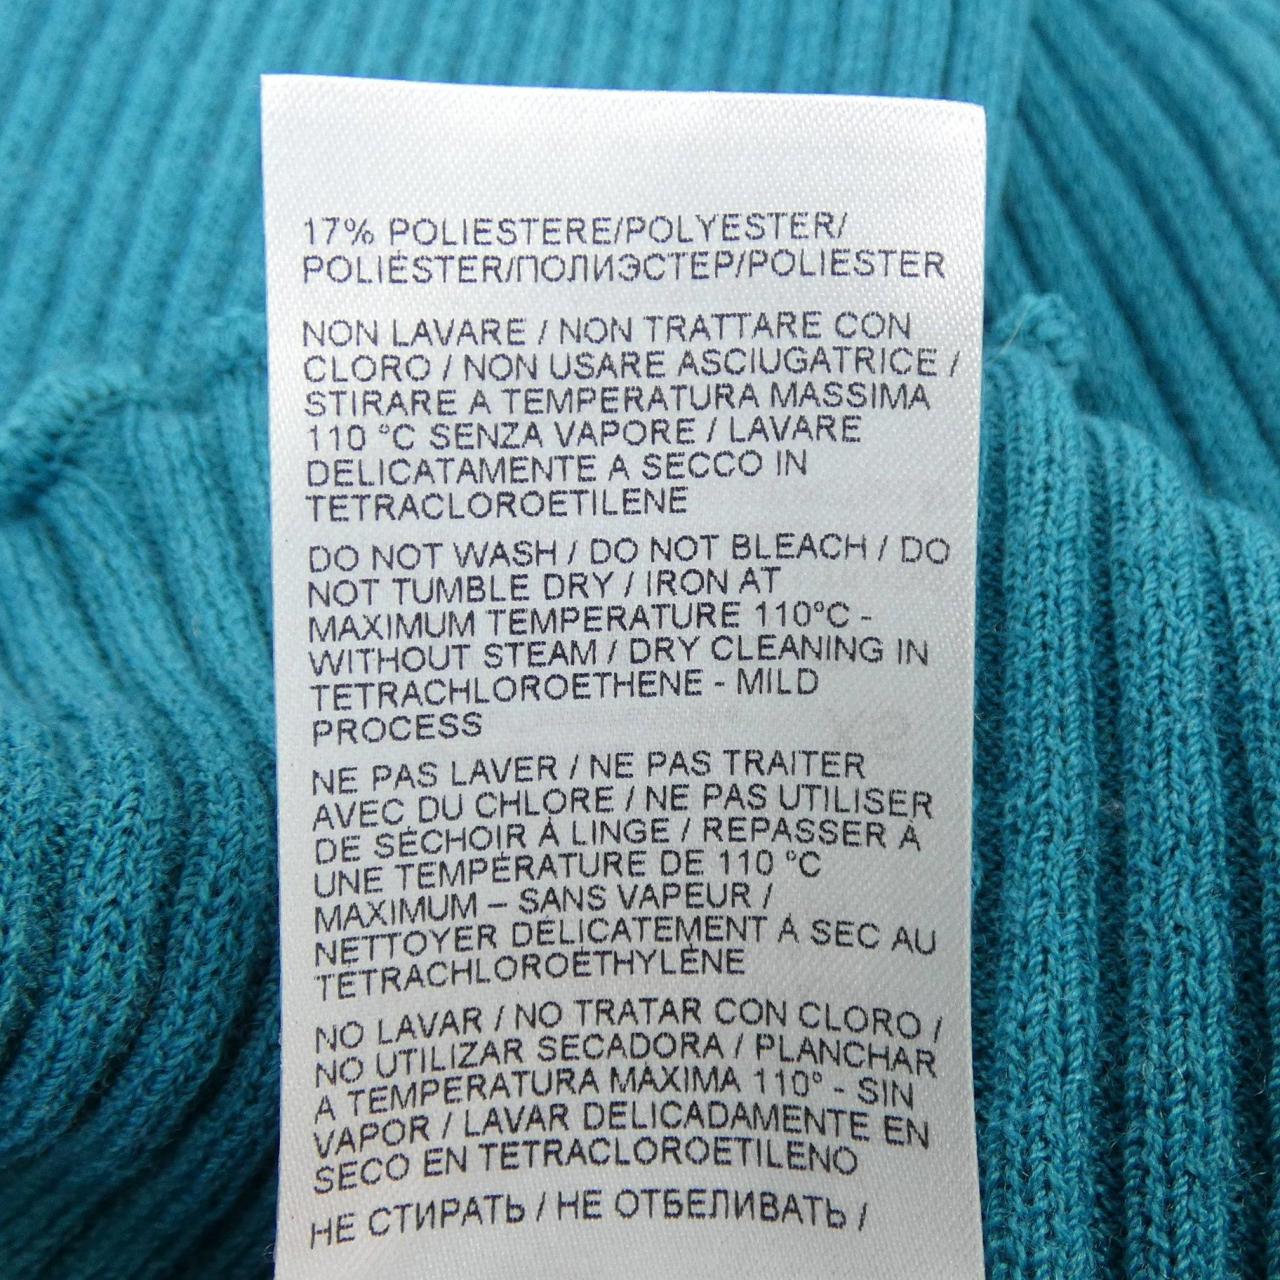 17% POLIESTERE/POLYESTER/
POLIÉSTER/ПОЛИЭСТЕР/POLIESTER
NON LAVARE / NON TRATTARE CON
CLORO / NON USARE ASCIUGATRICE /
STIRARE A TEMPERATURA MASSIMA
110 °C SENZA VAPORE / LAVARE
DELICATAMENTE A SECCO IN
TETRACLOROETILENE
DO NOT WASH / DO NOT BLEACH / DO
NOT TUMBLE DRY / IRON AT
MAXIMUM TEMPERATURE 110°C -
WITHOUT STEAM / DRY CLEANING IN
TETRACHLOROETHENE - MILD
PROCESS
NE PAS LAVER / NE PAS TRAITER
AVEC DU CHLORE / NE PAS UTILISER
DE SÉCHOIR À LINGE / REPASSER À
UNE TEMPÉRATURE DE 110 °C
MAXIMUM – SANS VAPEUR /
NETTOYER DÉLICATEMENT À SEC AU
TÉTRACHLOROÉTHYLÈNE
NO LAVAR / NO TRATAR CON CLORO /
NO UTILIZAR SECADORA / PLANCHAR
A TEMPERATURA MÁXIMA 110° - SIN
VAPOR / LAVAR DELICADAMENTE EN
SECO EN TETRACLOROETILENO
НЕ СТИРАТЬ / НЕ ОТБЕЛИВАТЬ /